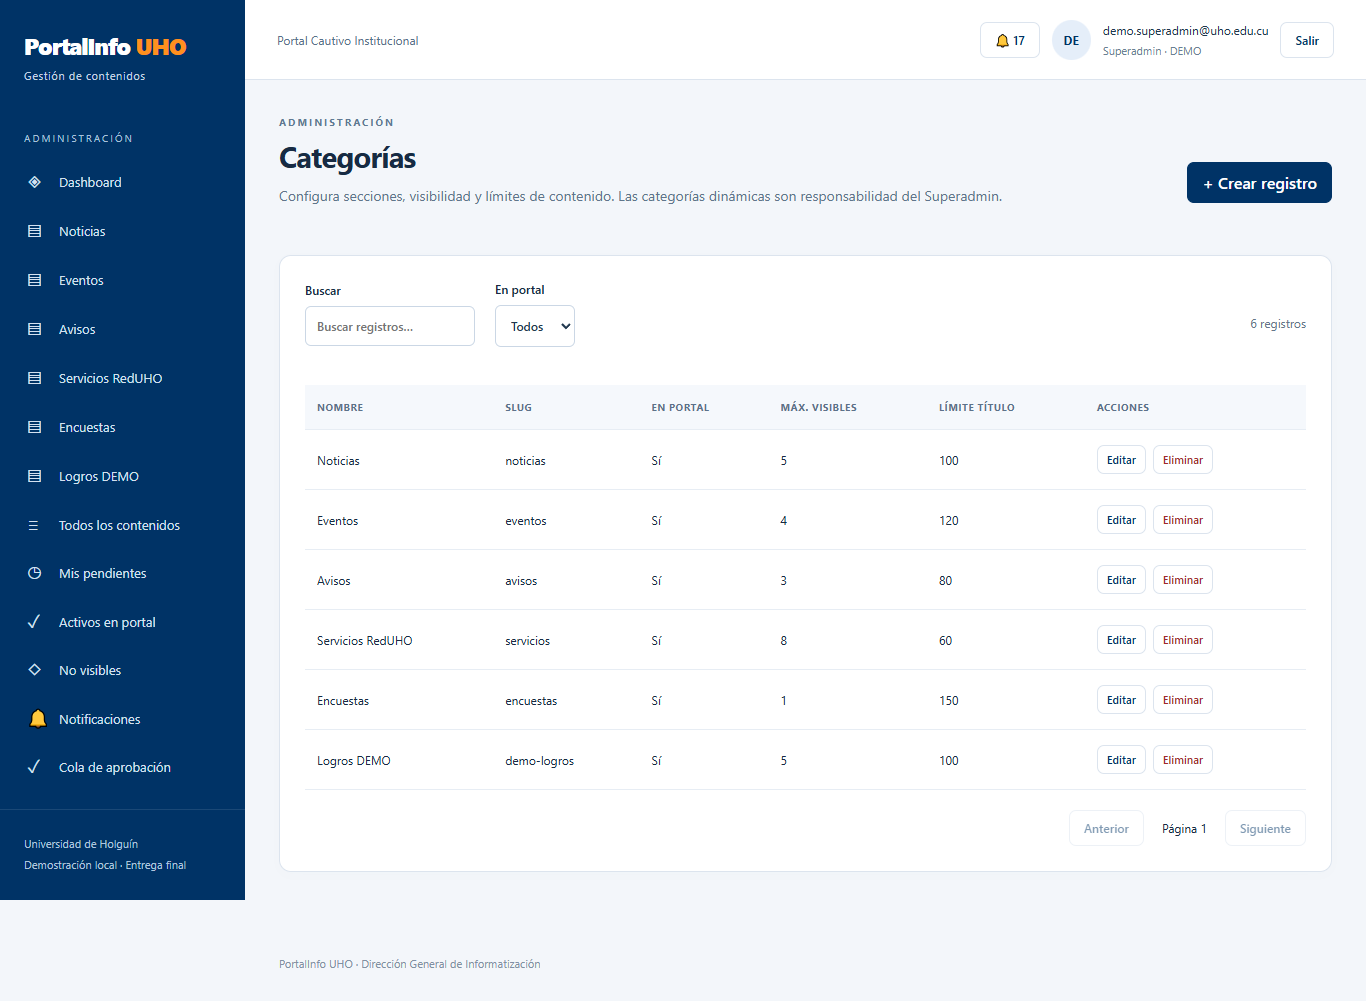 PortalInfo UHO
Gestión de contenidos
ADMINISTRACIÓN
Dashboard
Noticias
Eventos
Avisos
Servicios RedUHO
Encuestas
Logros DEMO
Todos los contenidos
Mis pendientes
Activos en portal
No visibles
Notificaciones
Cola de aprobación
Universidad de Holguín
Demostración local · Entrega final
Portal Cautivo Institucional
17
DE
demo.superadmin@uho.edu.cu
Superadmin · DEMO
Salir
ADMINISTRACIÓN
Categorías
Configura secciones, visibilidad y límites de contenido. Las categorías dinámicas son responsabilidad del Superadmin.
+ Crear registro
Buscar
En portal
Buscar registros...
Todos
6 registros
NOMBRE SLUG EN PORTAL MÁX. VISIBLES LÍMITE TÍTULO ACCIONES
Noticias noticias Sí 5 100 Editar Eliminar
Eventos eventos Sí 4 120 Editar Eliminar
Avisos avisos Sí 3 80 Editar Eliminar
Servicios RedUHO servicios Sí 8 60 Editar Eliminar
Encuestas encuestas Sí 1 150 Editar Eliminar
Logros DEMO demo-logros Sí 5 100 Editar Eliminar
Anterior Página 1 Siguiente
PortalInfo UHO · Dirección General de Informatización